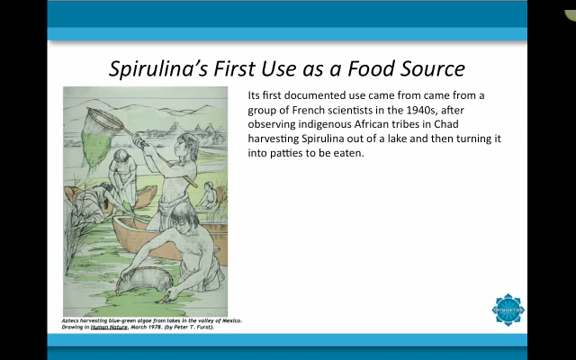 Spirulina's First Use as a Food Source
Its first documented use came from came from a
group of French scientists in the 1940s, after
observing indigenous African tribes in Chad
harvesting Spirulina out of a lake and then turning it
into patties to be eaten.
Aztecs harvesting blue-green algae from lakes in the valley of Mexico.
Drawing in Human Nature, March 1978. (by Peter T. Furst).